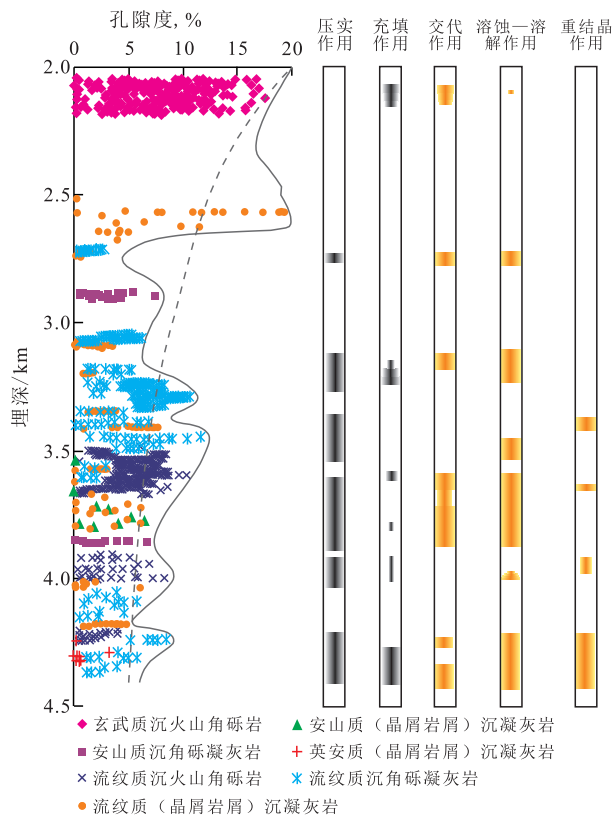 孔隙度, %
0 5 10 15 20
压实作用
充填作用
交代作用
溶蚀—溶解作用
重结晶作用
2.0
2.5
3.0
3.5
4.0
4.5
埋深/km
玄武质沉火山角砾岩
安山质（晶屑岩屑）沉凝灰岩
安山质沉角砾凝灰岩
英安质（晶屑岩屑）沉凝灰岩
流纹质沉火山角砾岩
流纹质沉角砾凝灰岩
流纹质（晶屑岩屑）沉凝灰岩